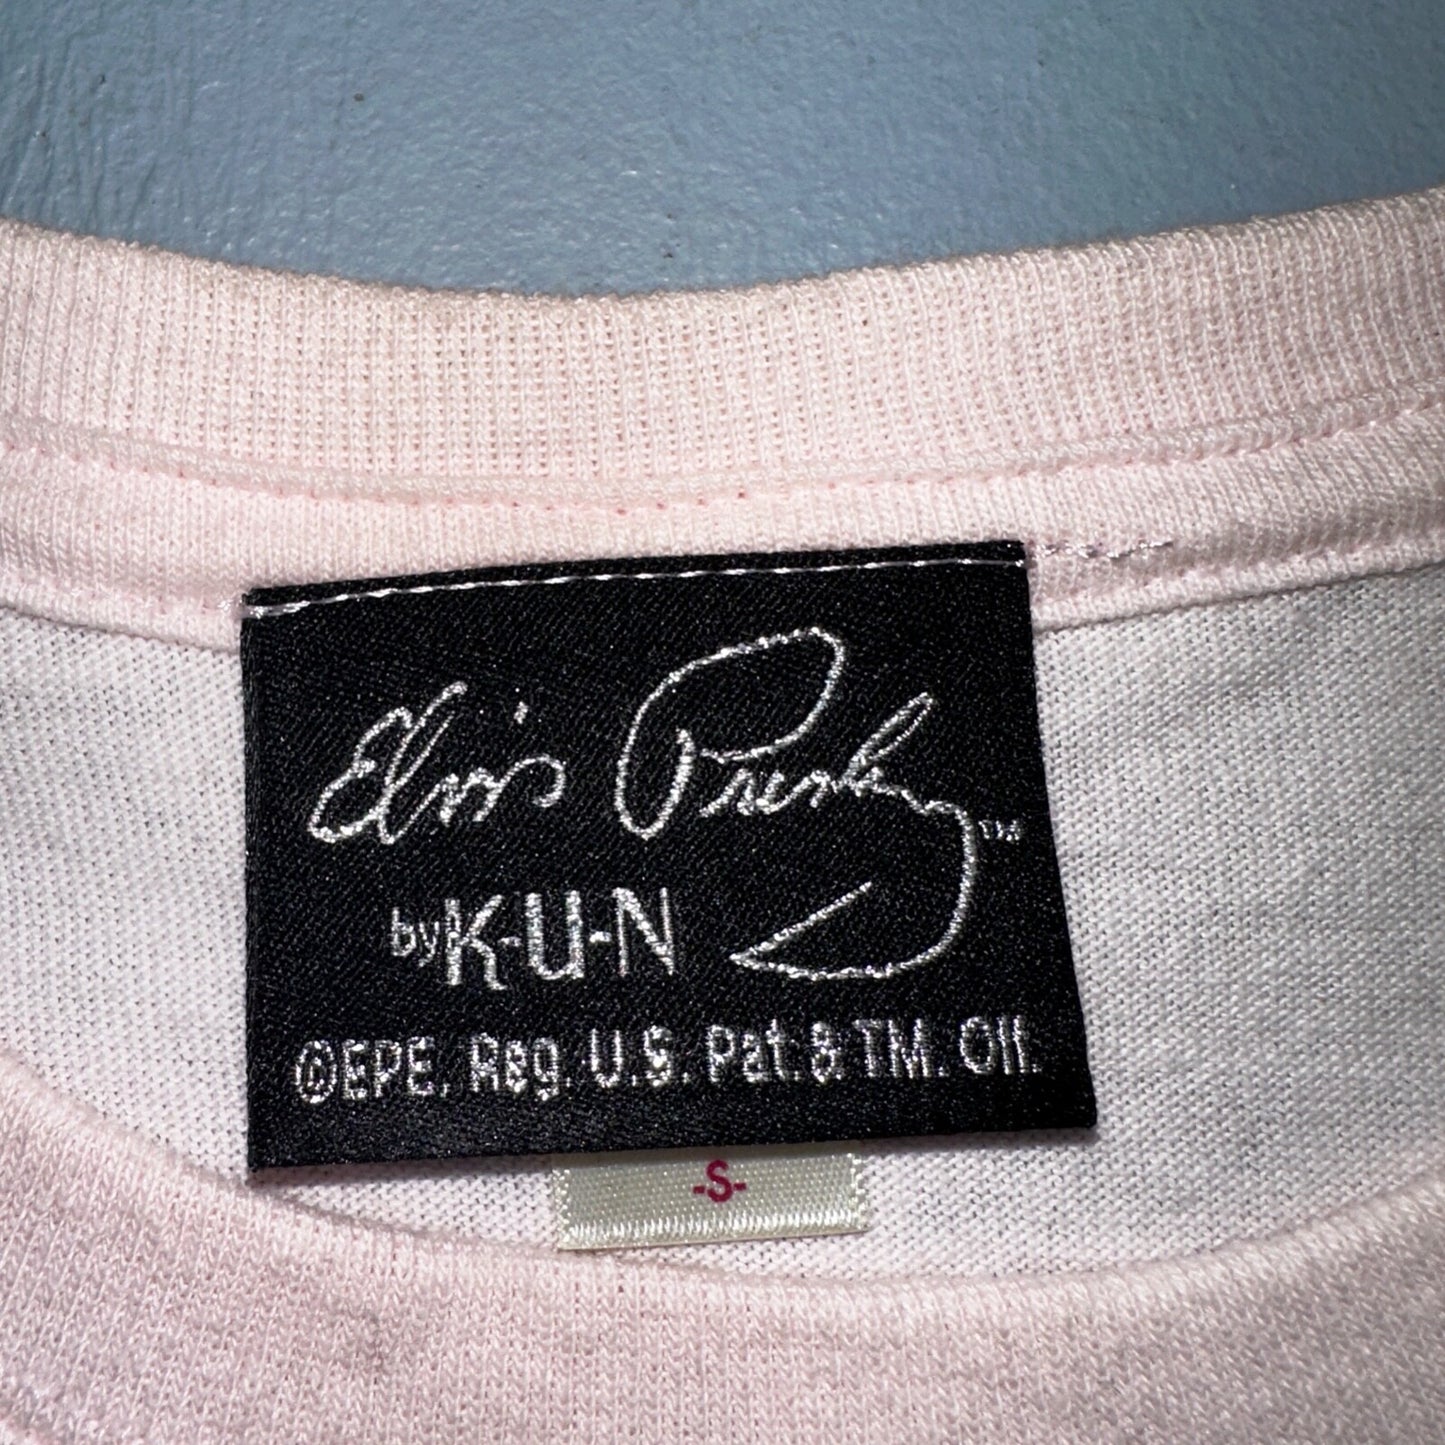 Elvis Presley™
by K-U-N
©EPE, Reg. U.S. Pat. & TM. Off.
-S-